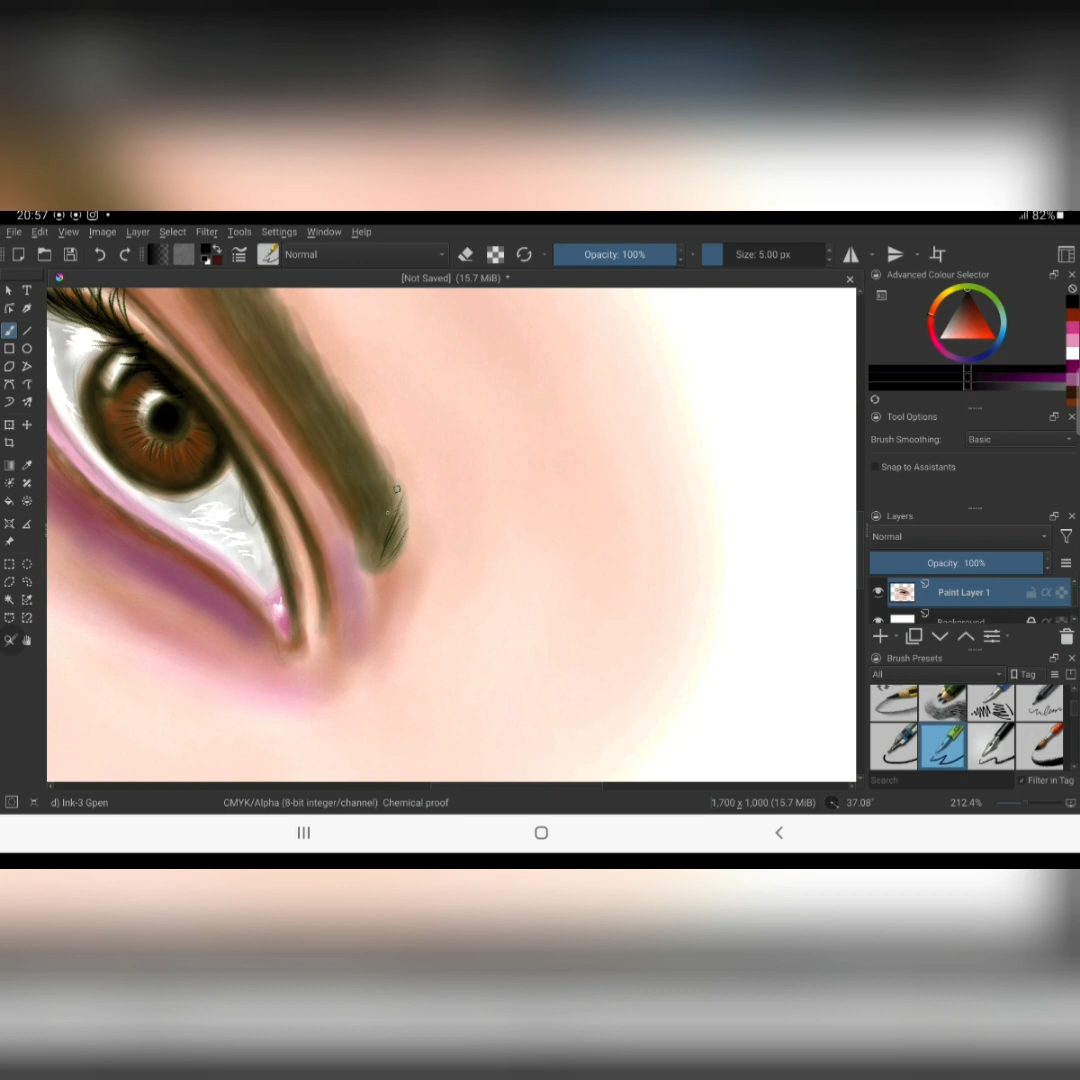 20:57 82%
File Edit View Image Layer Select Filter Tools Settings Window Help
Normal Opacity: 100% Size: 5.00 px
[Not Saved] (15.7 MiB) *
Advanced Colour Selector
Tool Options
Brush Smoothing: Basic
Snap to Assistants
Layers
Normal
Opacity: 100%
Paint Layer 1
Background
Brush Presets
All Tag
Search Filter in Tag
d) Ink-3 Gpen CMYK/Alpha (8-bit integer/channel) Chemical proof 1,700 x 1,000 (15.7 MiB) 37.08° 212.4%